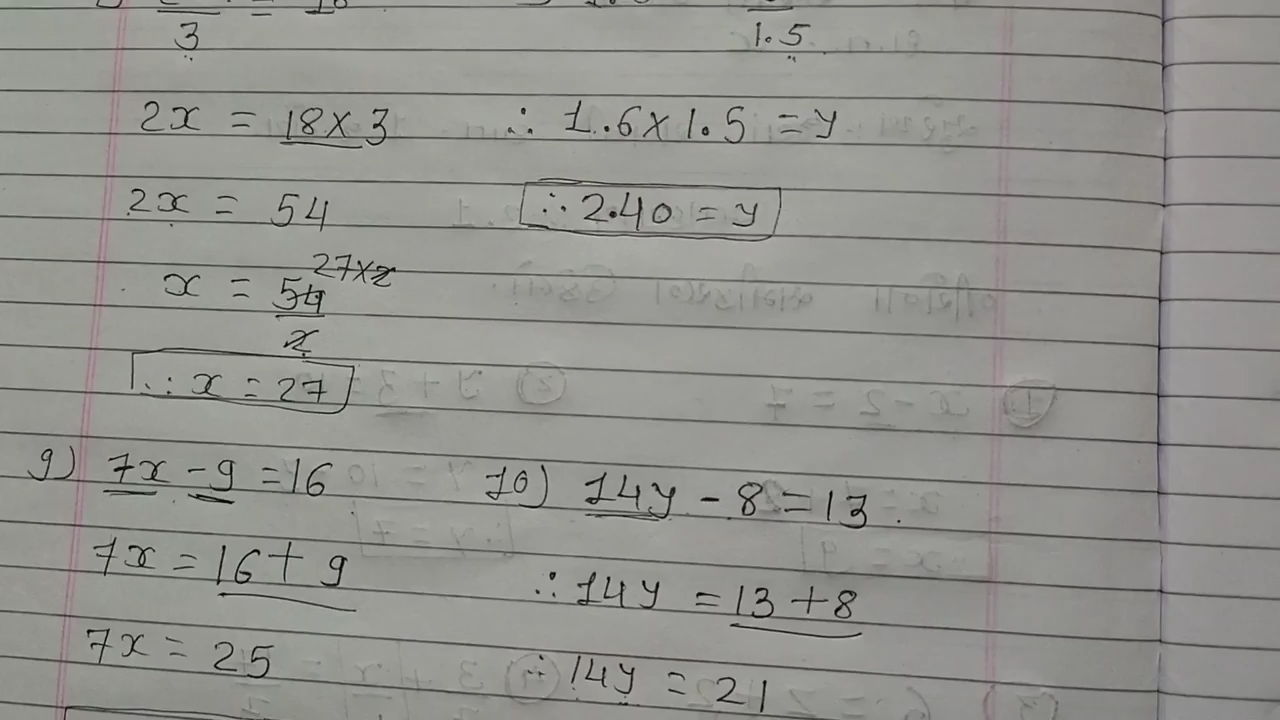 3
1.5
2x = 18 x 3
∴ 1.6 x 1.5 = y
2x = 54
∴ 2.40 = y
x = 54 27x2
2
∴ x = 27
9) 7x - 9 = 16
10) 14y - 8 = 13
7x = 16 + 9
∴ 14y = 13 + 8
7x = 25
∴ 14y = 21